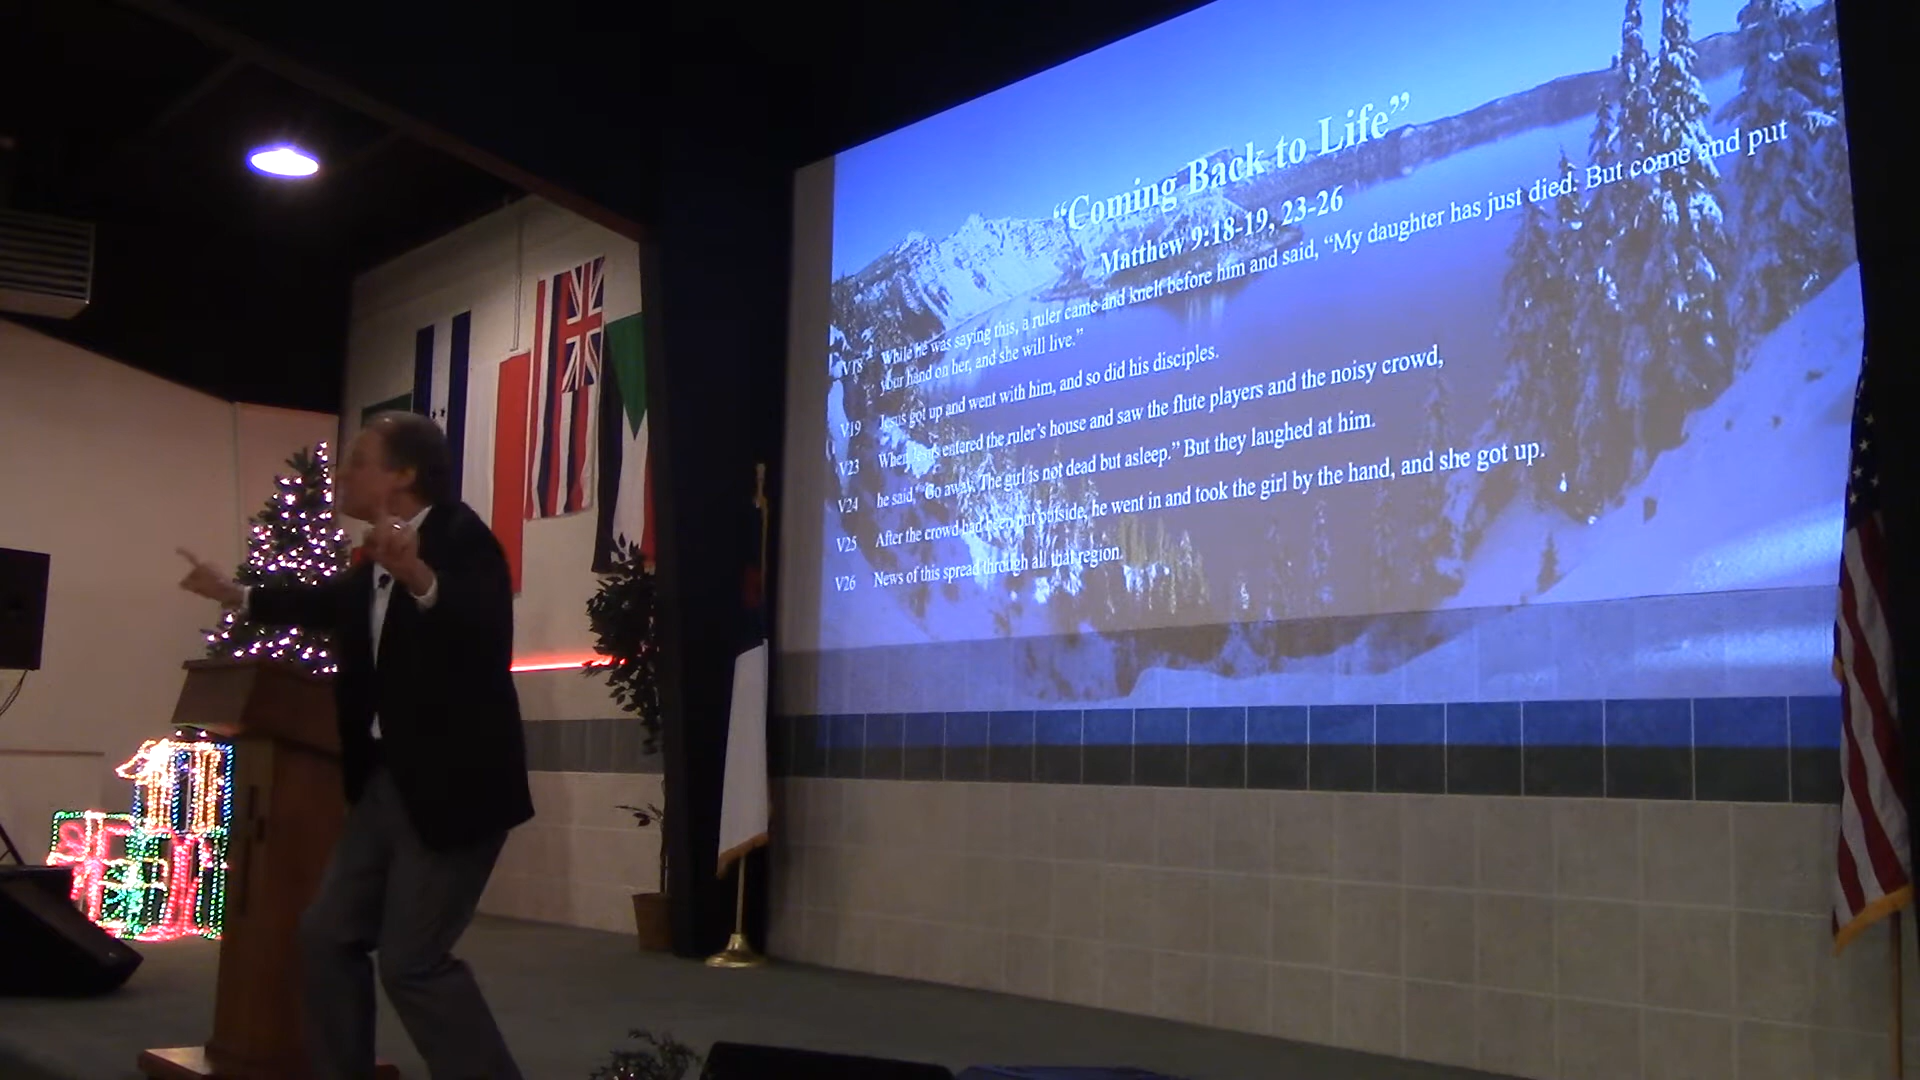 “Coming Back to Life”
Matthew 9:18-19, 23-26
V18 While he was saying this, a ruler came and knelt before him and said, “My daughter has just died. But come and put
your hand on her, and she will live.”
V19 Jesus got up and went with him, and so did his disciples.
V23 When Jesus entered the ruler’s house and saw the flute players and the noisy crowd,
V24 he said, “Go away. The girl is not dead but asleep.” But they laughed at him.
V25 After the crowd had been put outside, he went in and took the girl by the hand, and she got up.
V26 News of this spread through all that region.